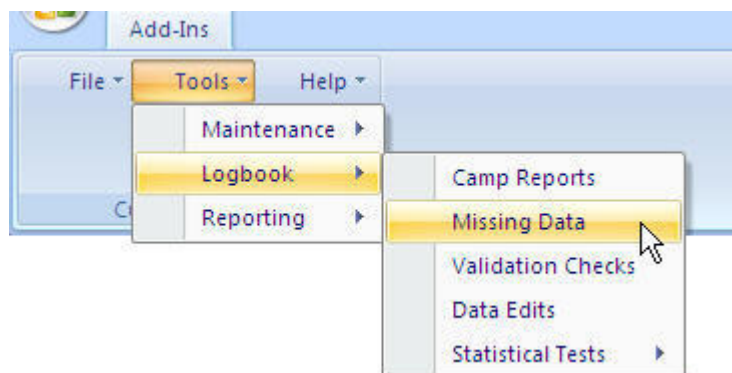 Add-Ins
File Tools Help
Maintenance
Logbook
Reporting
Camp Reports
Missing Data
Validation Checks
Data Edits
Statistical Tests